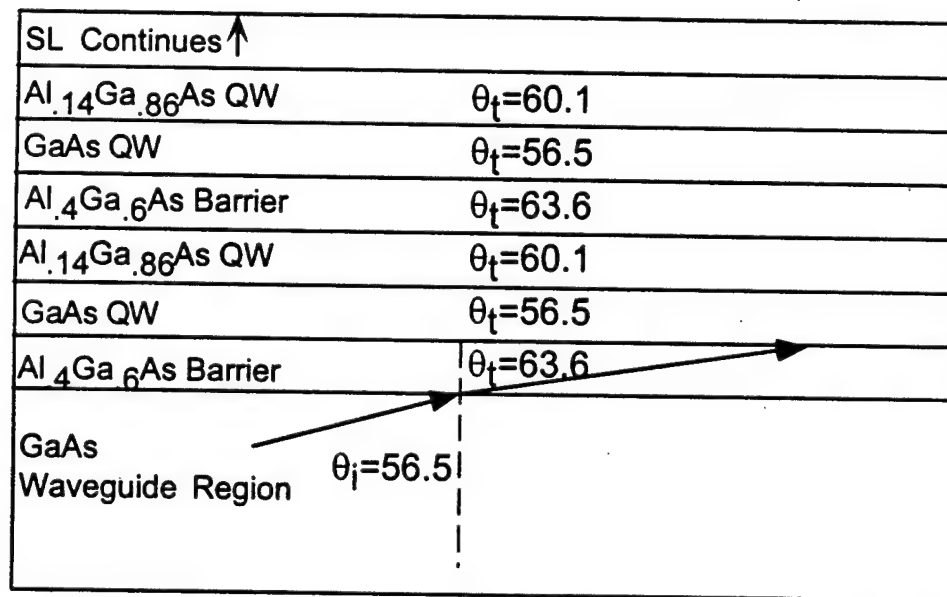 SL Continues↑
Al.14Ga.86As QW θt=60.1
GaAs QW θt=56.5
Al.4Ga.6As Barrier θt=63.6
Al.14Ga.86As QW θt=60.1
GaAs QW θt=56.5
Al.4Ga.6As Barrier θt=63.6
GaAs
Waveguide Region θi=56.5